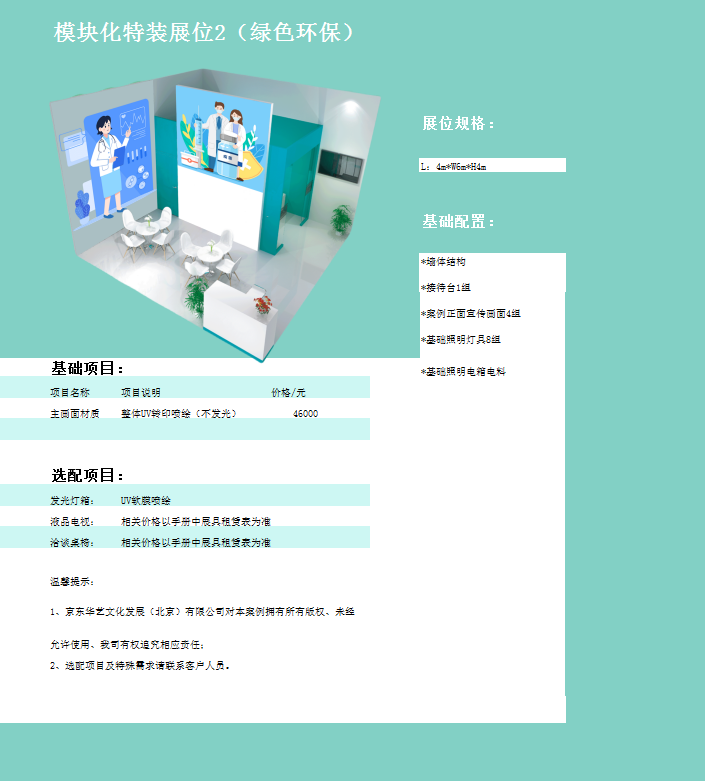 模块化特装展位2（绿色环保）
展位规格：
L：4m*W6m*H4m
基础配置：
*墙体结构
*接待台1组
*案例正面宣传画面4组
*基础照明灯具8组
*基础照明电箱电料
基础项目：
项目名称 项目说明 价格/元
主画面材质 整体UV转印喷绘（不发光） 46000
选配项目：
发光灯箱： UV软膜喷绘
液晶电视： 相关价格以手册中展具租赁表为准
洽谈桌椅： 相关价格以手册中展具租赁表为准
温馨提示：
1、京东华艺文化发展（北京）有限公司对本案例拥有所有版权、未经
允许使用、我司有权追究相应责任；
2、选配项目及特殊需求请联系客户人员。